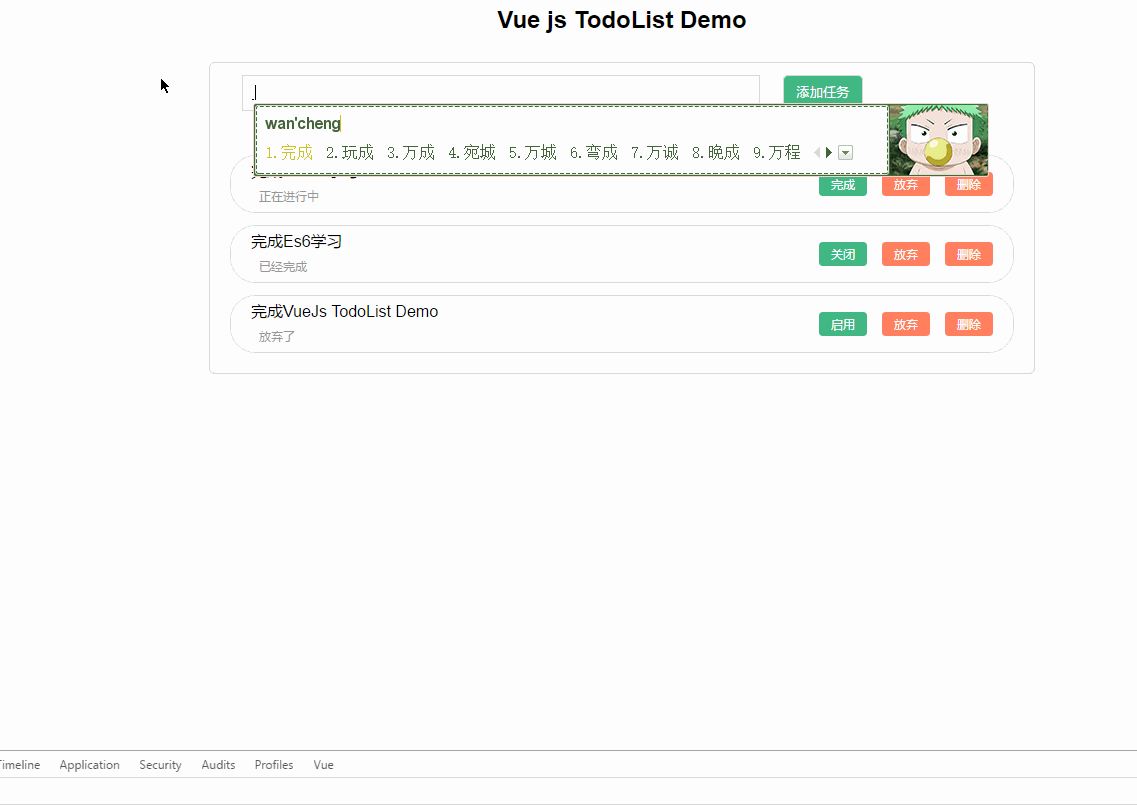 Vue js TodoList Demo
添加任务
wan'cheng
1.完成 2.玩成 3.万成 4.宛城 5.万城 6.弯成 7.万诚 8.晚成 9.万程
正在进行中
完成 放弃 删除
完成Es6学习
已经完成
关闭 放弃 删除
完成VueJs TodoList Demo
放弃了
启用 放弃 删除
Timeline Application Security Audits Profiles Vue